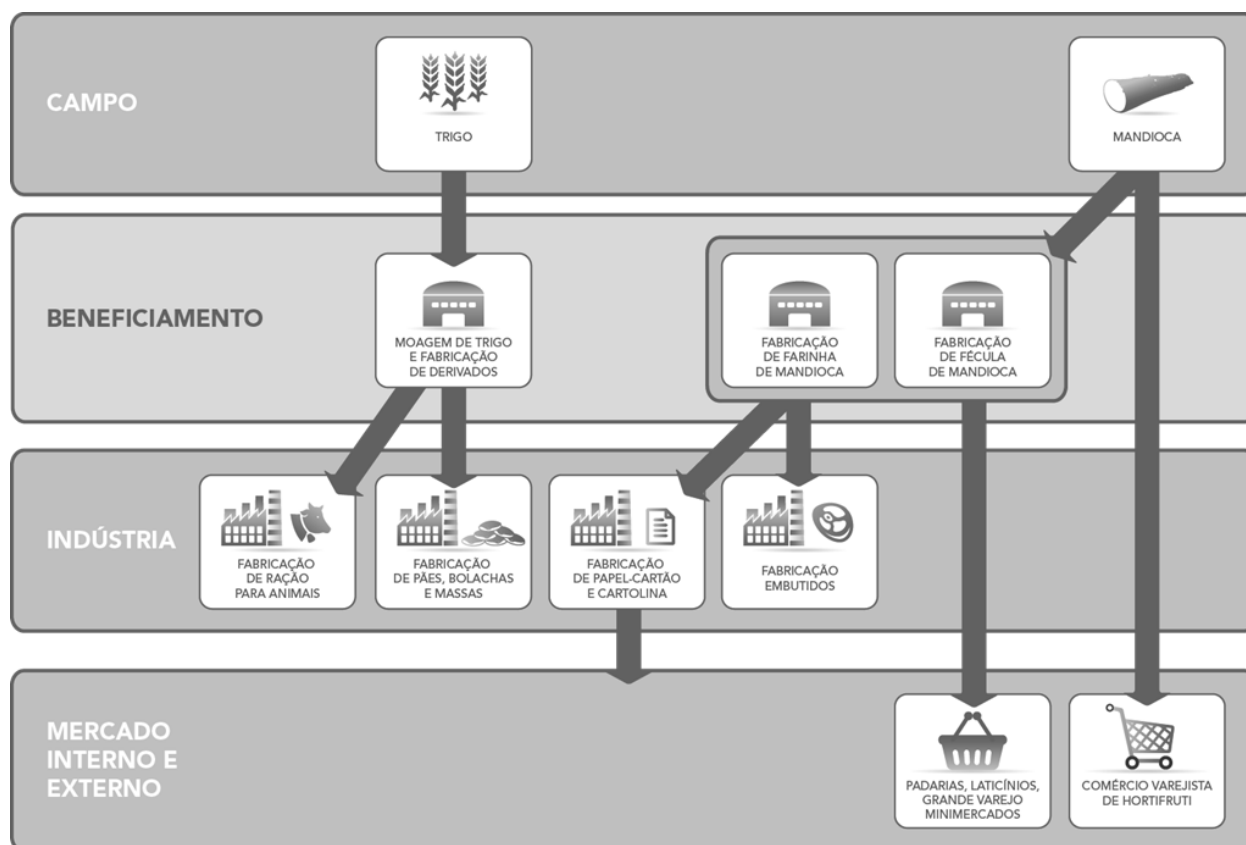 CAMPO
TRIGO
MANDIOCA
BENEFICIAMENTO
MOAGEM DE TRIGO
E FABRICAÇÃO
DE DERIVADOS
FABRICAÇÃO
DE FARINHA
DE MANDIOCA
FABRICAÇÃO
DE FÉCULA
DE MANDIOCA
INDÚSTRIA
FABRICAÇÃO
DE RAÇÃO
PARA ANIMAIS
FABRICAÇÃO
DE PÃES, BOLACHAS
E MASSAS
FABRICAÇÃO
DE PAPEL-CARTÃO
E CARTOLINA
FABRICAÇÃO
EMBUTIDOS
MERCADO
INTERNO E
EXTERNO
PADARIAS, LATICÍNIOS,
GRANDE VAREJO
MINIMERCADOS
COMÉRCIO VAREJISTA
DE HORTIFRUTI